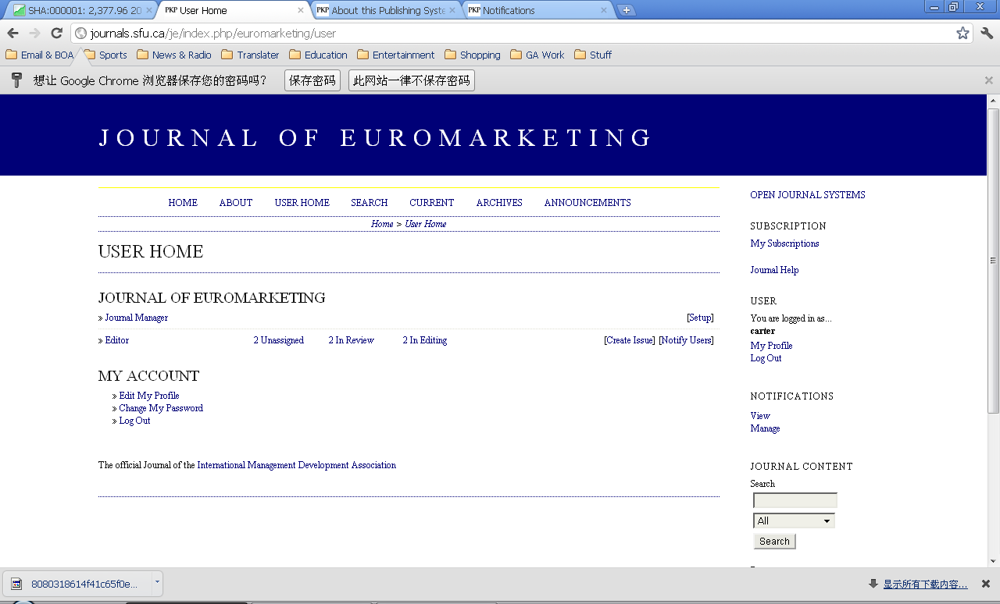 SHA:000001: 2,377.96 20
PKP User Home
PKP About this Publishing Syste
PKP Notifications
journals.sfu.ca/je/index.php/euromarketing/user
Email & BOA Sports News & Radio Translater Education Entertainment Shopping GA Work Stuff
想让 Google Chrome 浏览器保存您的密码吗？ 保存密码 此网站一律不保存密码
JOURNAL OF EUROMARKETING
HOME ABOUT USER HOME SEARCH CURRENT ARCHIVES ANNOUNCEMENTS
Home > User Home
USER HOME
JOURNAL OF EUROMARKETING
» Journal Manager [Setup]
» Editor 2 Unassigned 2 In Review 2 In Editing [Create Issue] [Notify Users]
MY ACCOUNT
» Edit My Profile
» Change My Password
» Log Out
The official Journal of the International Management Development Association
OPEN JOURNAL SYSTEMS
SUBSCRIPTION
My Subscriptions
Journal Help
USER
You are logged in as...
carter
My Profile
Log Out
NOTIFICATIONS
View
Manage
JOURNAL CONTENT
Search
All
Search
8080318614f41c65f0e...
显示所有下载内容...